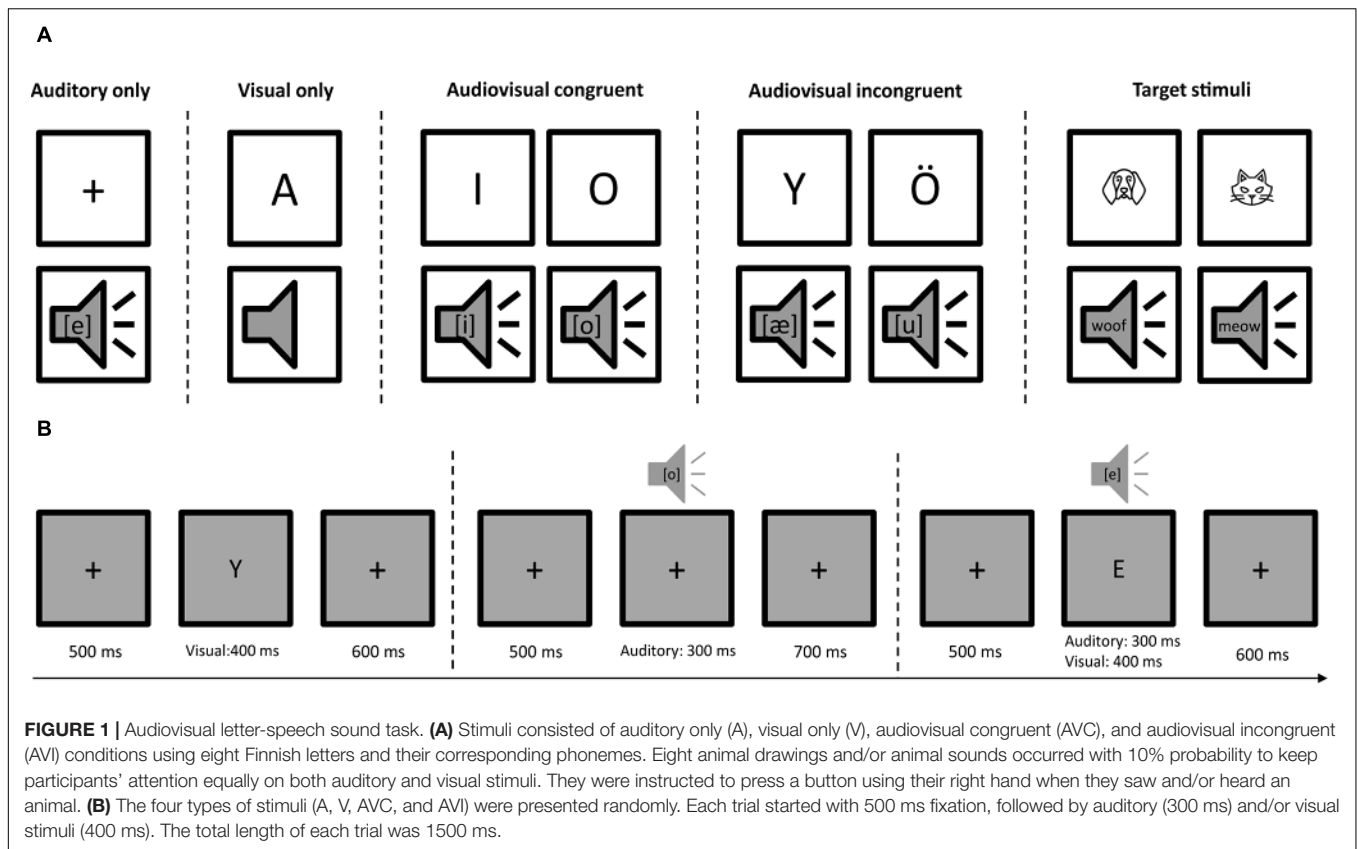 A
Auditory only Visual only Audiovisual congruent Audiovisual incongruent Target stimuli
+ A I O Y Ö
[e] [i] [o] [æ] [u] woof meow
B
[o] [e]
+ Y + + + + + E +
500 ms Visual:400 ms 600 ms 500 ms Auditory: 300 ms 700 ms 500 ms Auditory: 300 ms 600 ms
Visual: 400 ms
FIGURE 1 | Audiovisual letter-speech sound task. (A) Stimuli consisted of auditory only (A), visual only (V), audiovisual congruent (AVC), and audiovisual incongruent
(AVI) conditions using eight Finnish letters and their corresponding phonemes. Eight animal drawings and/or animal sounds occurred with 10% probability to keep
participants’ attention equally on both auditory and visual stimuli. They were instructed to press a button using their right hand when they saw and/or heard an
animal. (B) The four types of stimuli (A, V, AVC, and AVI) were presented randomly. Each trial started with 500 ms fixation, followed by auditory (300 ms) and/or visual
stimuli (400 ms). The total length of each trial was 1500 ms.